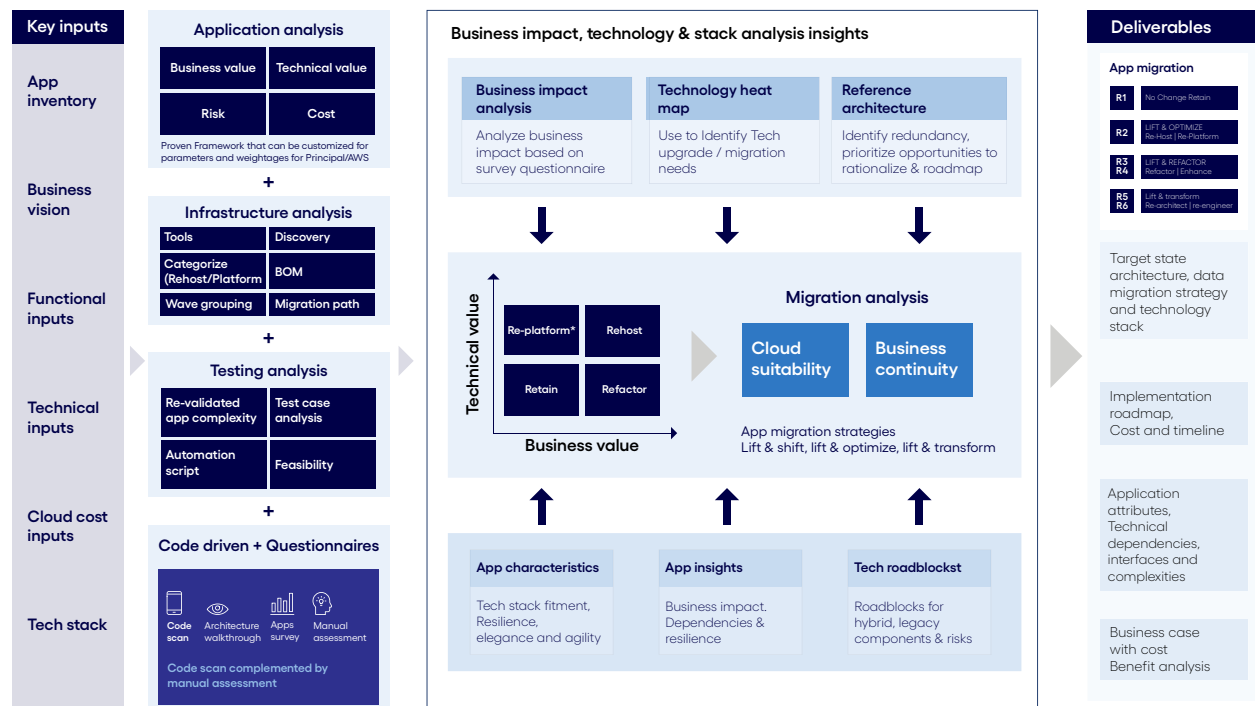 Key inputs
App
inventory
Business
vision
Functional
inputs
Technical
inputs
Cloud cost
inputs
Tech stack
Application analysis
Business value
Technical value
Risk
Cost
Proven Framework that can be customized for
parameters and weightages for Principal/AWS
+
Infrastructure analysis
Tools
Discovery
Categorize
(Rehost/Platform
BOM
Wave grouping
Migration path
+
Testing analysis
Re-validated
app complexity
Test case
analysis
Automation
script
Feasibility
+
Code driven + Questionnaires
Code
scan
Architecture
walkthrough
Apps
survey
Manual
assessment
Code scan complemented by
manual assessment
Business impact, technology & stack analysis insights
Business impact
analysis
Analyze business
impact based on
survey questionnaire
Technology heat
map
Use to Identify Tech
upgrade / migration
needs
Reference
architecture
Identify redundancy,
prioritize opportunities to
rationalize & roadmap
Technical value
Re-platform*
Rehost
Retain
Refactor
Business value
Migration analysis
Cloud
suitability
Business
continuity
App migration strategies
Lift & shift, lift & optimize, lift & transform
App characteristics
Tech stack fitment,
Resilience,
elegance and agility
App insights
Business impact.
Dependencies &
resilience
Tech roadblockst
Roadblocks for
hybrid, legacy
components & risks
Deliverables
App migration
R1
No Change Retain
R2
LIFT & OPTIMIZE
Re-Host | Re-Platform
R3
R4
LIFT & REFACTOR
Refactor | Enhance
R5
R6
Lift & transform
Re-architect | re-engineer
Target state
architecture, data
migration strategy
and technology
stack
Implementation
roadmap,
Cost and timeline
Application
attributes,
Technical
dependencies,
interfaces and
complexities
Business case
with cost
Benefit analysis